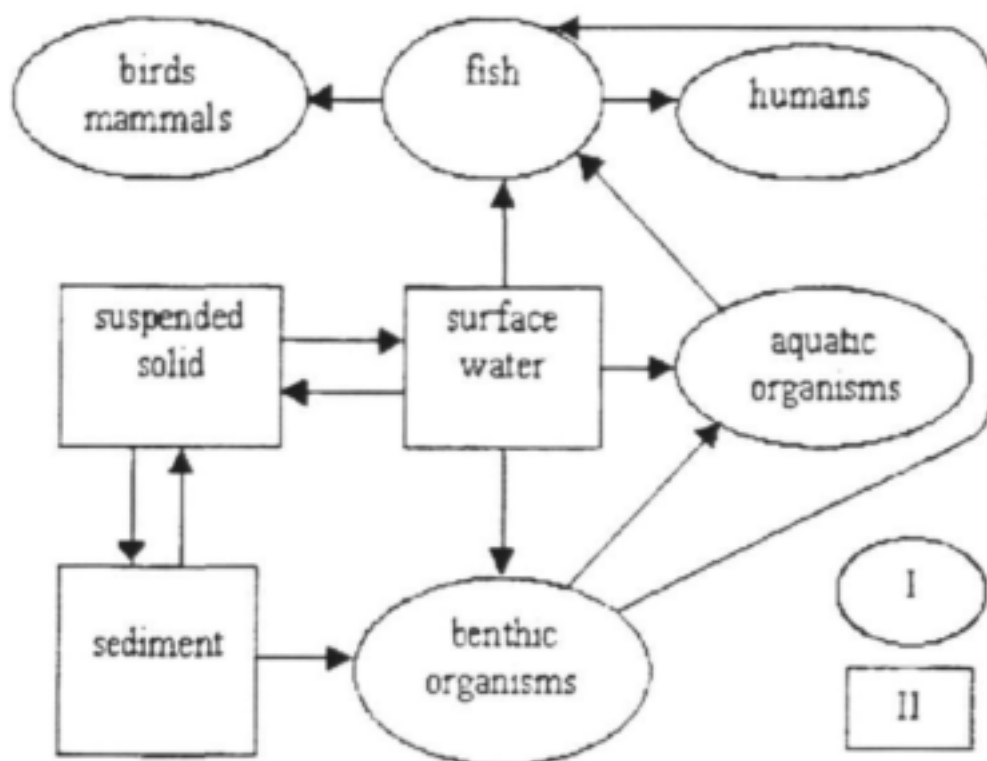 birds
mammals
fish
humans
suspended
solid
surface
water
aquatic
organisms
sediment
benthic
organisms
I
II